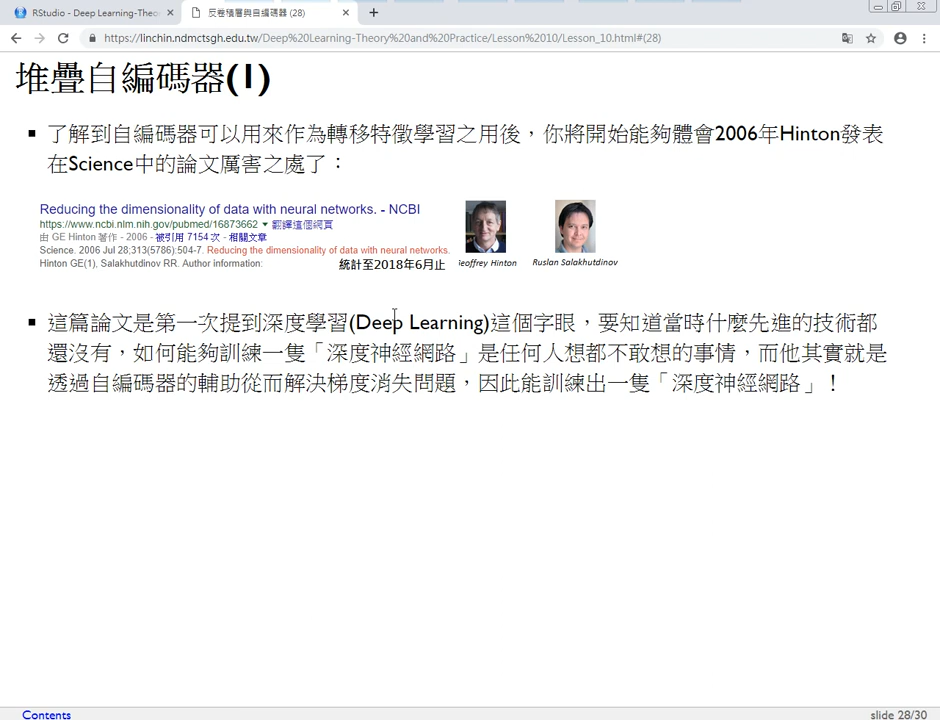 RStudio - Deep Learning-Theo
反卷積層與自編碼器 (28)
https://linchin.ndmctsgh.edu.tw/Deep%20Learning-Theory%20and%20Practice/Lesson%2010/Lesson_10.html#(28)
堆疊自編碼器(1)
■ 了解到自編碼器可以用來作為轉移特徵學習之用後，你將開始能夠體會2006年Hinton發表
在Science中的論文厲害之處了：
Reducing the dimensionality of data with neural networks. - NCBI
https://www.ncbi.nlm.nih.gov/pubmed/16873662 ▼ 翻譯這個網頁
由 GE Hinton 著作 - 2006 - 被引用 7154 次 - 相關文章
Science. 2006 Jul 28;313(5786):504-7. Reducing the dimensionality of data with neural networks.
Hinton GE(1), Salakhutdinov RR. Author information:
統計至2018年6月止
Geoffrey Hinton
Ruslan Salakhutdinov
■ 這篇論文是第一次提到深度學習(Deep Learning)這個字眼，要知道當時什麼先進的技術都
還沒有，如何能夠訓練一隻「深度神經網路」是任何人想都不敢想的事情，而他其實就是
透過自編碼器的輔助從而解決梯度消失問題，因此能訓練出一隻「深度神經網路」！
Contents
slide 28/30